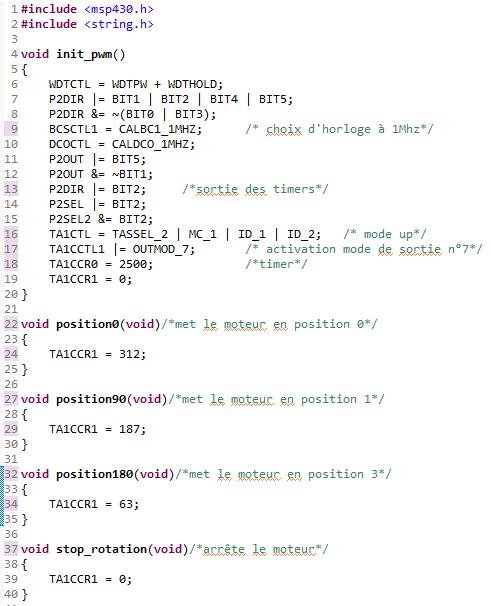 1 #include <msp430.h>
2 #include <string.h>
3
4 void init_pwm()
5 {
6     WDTCTL = WDTPW + WDTHOLD;
7     P2DIR |= BIT1 | BIT2 | BIT4 | BIT5;
8     P2DIR &= ~(BIT0 | BIT3);
9     BCSCTL1 = CALBC1_1MHZ;      /* choix d'horloge à 1Mhz*/
10     DCOCTL = CALDCO_1MHZ;
11     P2OUT |= BIT5;
12     P2OUT &= ~BIT1;
13     P2DIR |= BIT2;     /*sortie des timers*/
14     P2SEL |= BIT2;
15     P2SEL2 &= BIT2;
16     TA1CTL = TASSEL_2 | MC_1 | ID_1 | ID_2;   /* mode up*/
17     TA1CCTL1 |= OUTMOD_7;       /* activation mode de sortie n°7*/
18     TA1CCR0 = 2500;             /*timer*/
19     TA1CCR1 = 0;
20 }
21
22 void position0(void)/*met le moteur en position 0*/
23 {
24     TA1CCR1 = 312;
25 }
26
27 void position90(void)/*met le moteur en position 1*/
28 {
29     TA1CCR1 = 187;
30 }
31
32 void position180(void)/*met le moteur en position 3*/
33 {
34     TA1CCR1 = 63;
35 }
36
37 void stop_rotation(void)/*arrête le moteur*/
38 {
39     TA1CCR1 = 0;
40 }